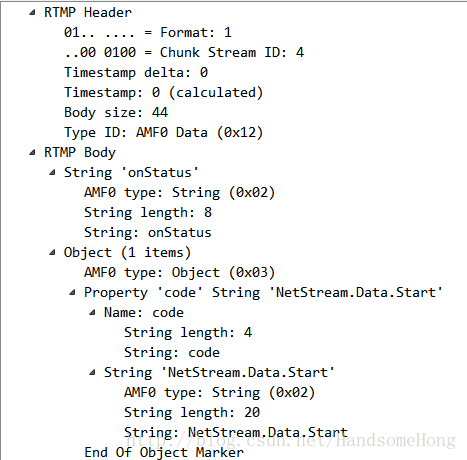 RTMP Header
01.. .... = Format: 1
..00 0100 = Chunk Stream ID: 4
Timestamp delta: 0
Timestamp: 0 (calculated)
Body size: 44
Type ID: AMF0 Data (0x12)
RTMP Body
String 'onStatus'
AMF0 type: String (0x02)
String length: 8
String: onStatus
Object (1 items)
AMF0 type: Object (0x03)
Property 'code' String 'NetStream.Data.Start'
Name: code
String length: 4
String: code
String 'NetStream.Data.Start'
AMF0 type: String (0x02)
String length: 20
String: NetStream.Data.Start
http://blog.csdn.net/HandsomeHong
End Of Object Marker